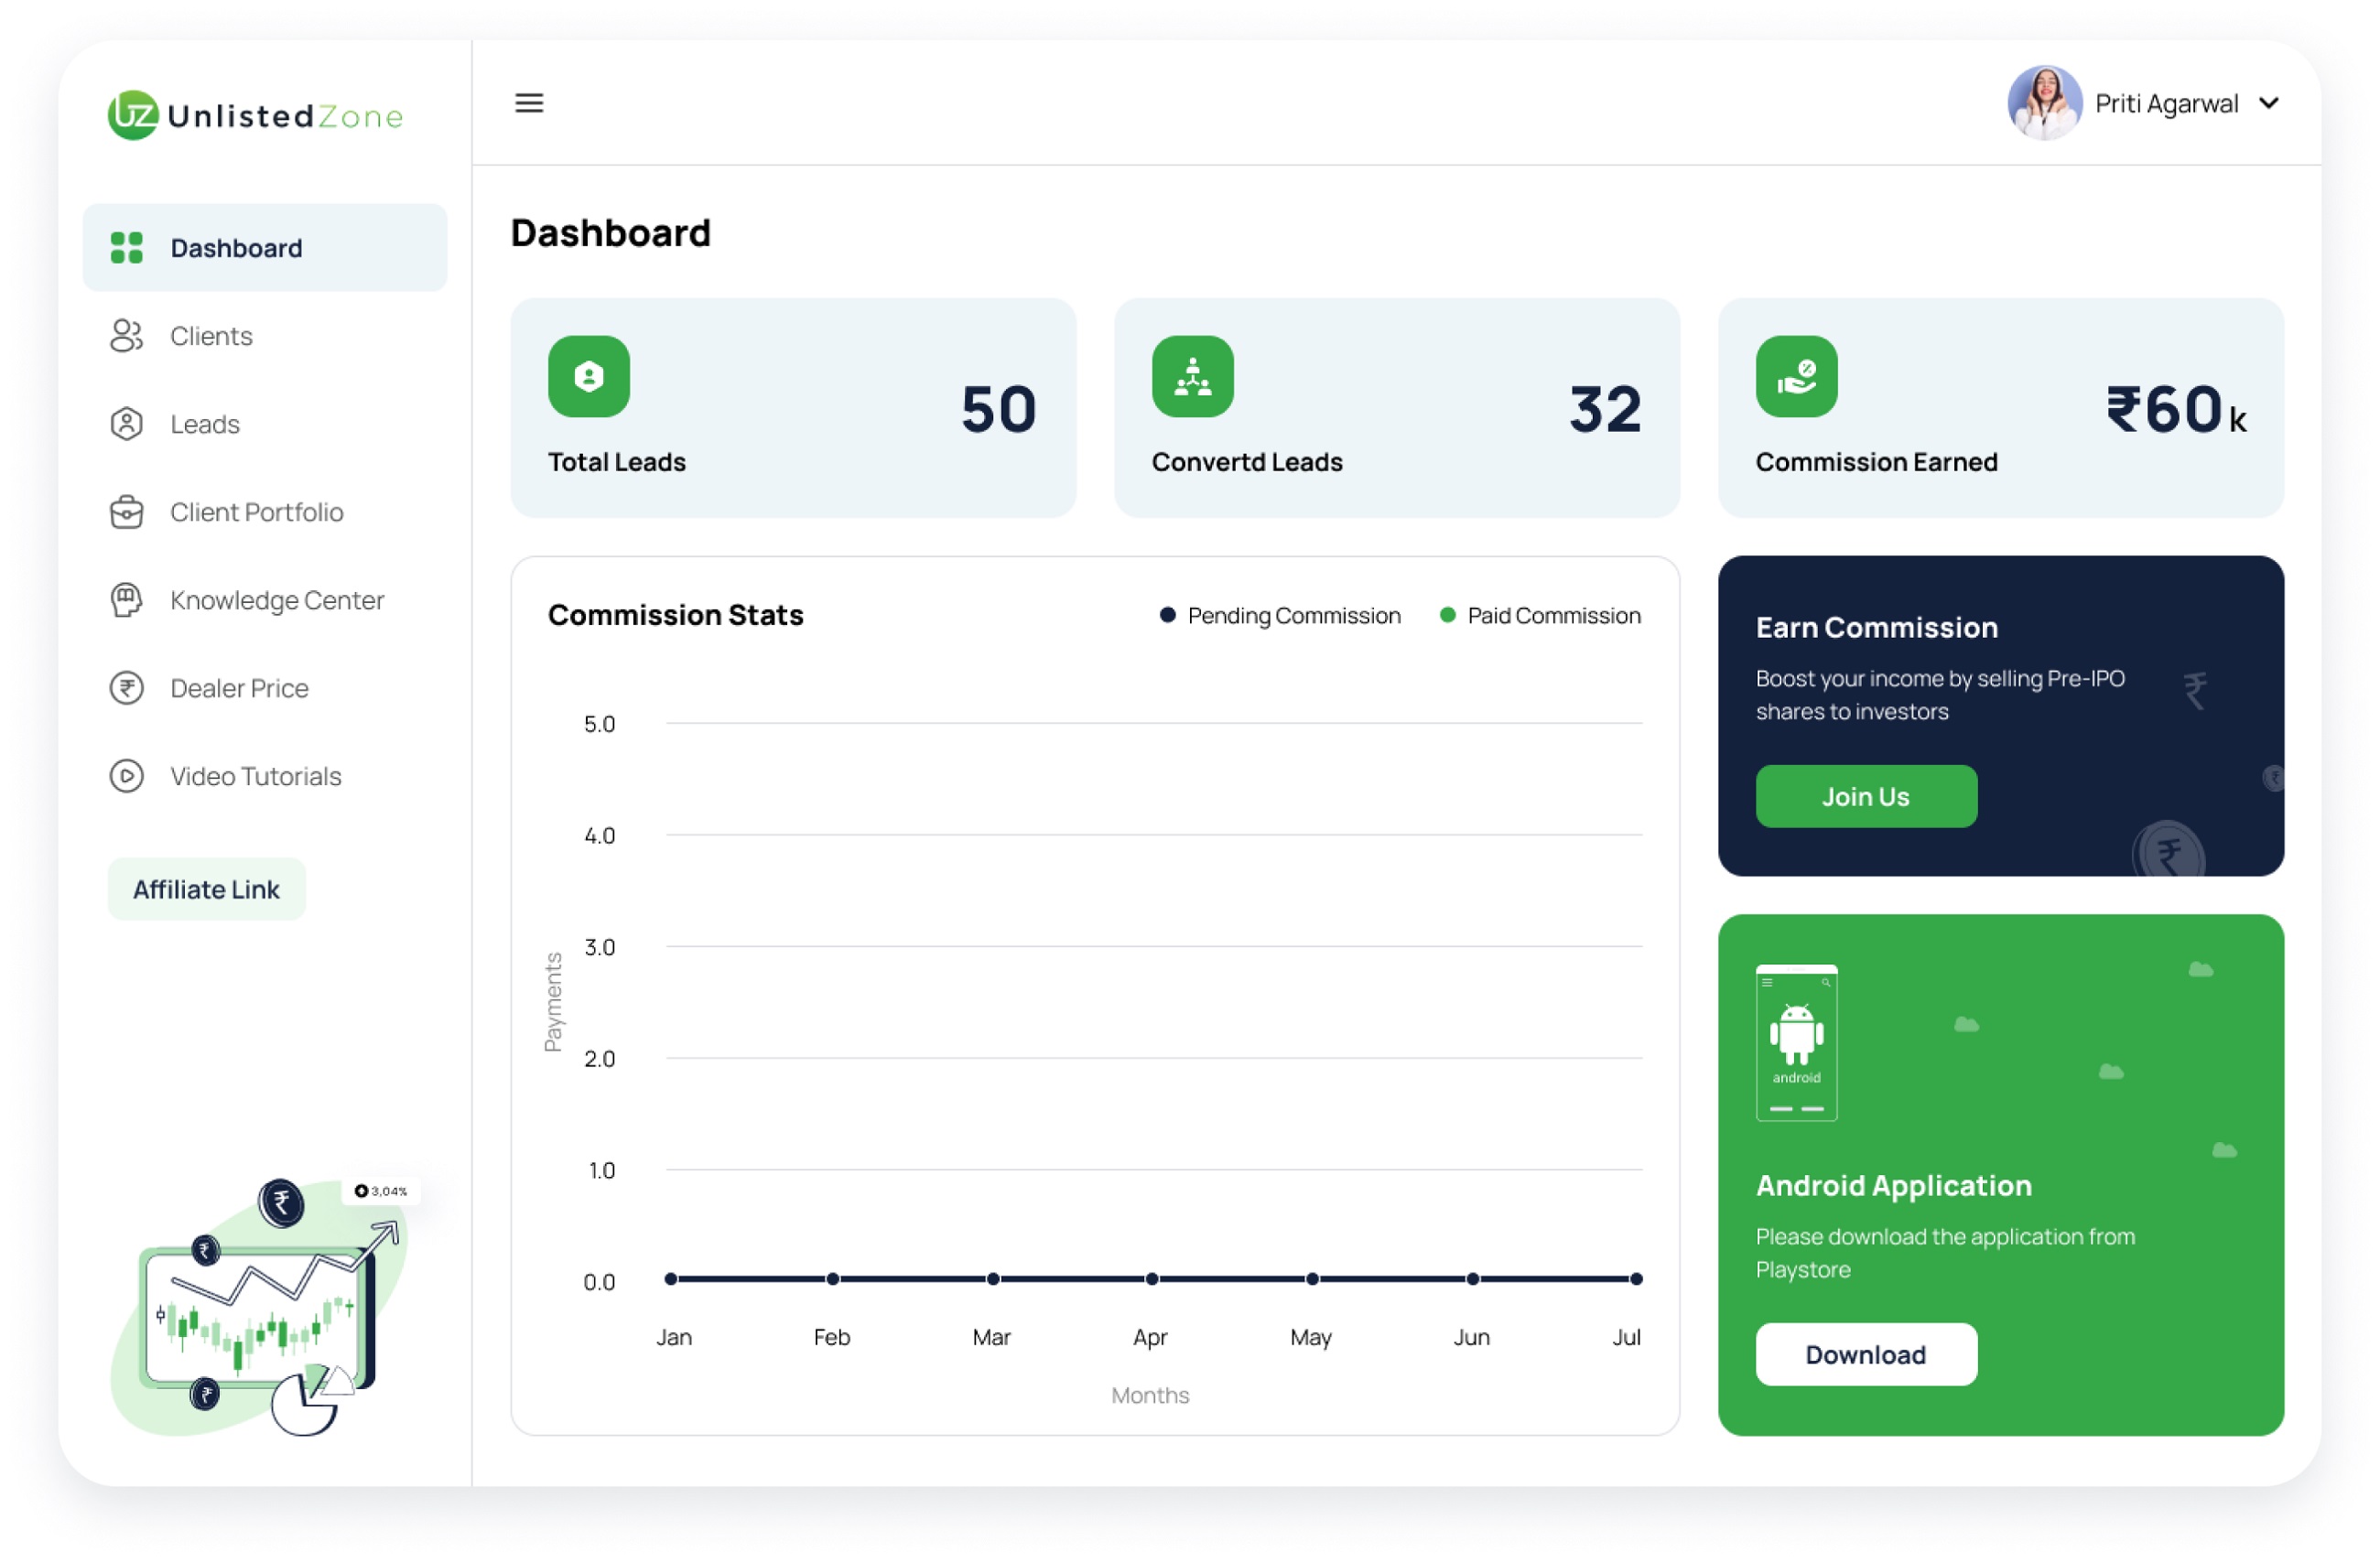 UZ UnlistedZone
Priti Agarwal
Dashboard
Clients
Leads
Client Portfolio
Knowledge Center
Dealer Price
Video Tutorials
Affiliate Link
3,04%
Dashboard
50
Total Leads
32
Convertd Leads
₹60k
Commission Earned
Commission Stats
Pending Commission
Paid Commission
5.0
4.0
3.0
2.0
1.0
0.0
Payments
Jan Feb Mar Apr May Jun Jul
Months
Earn Commission
Boost your income by selling Pre-IPO
shares to investors
Join Us
android
Android Application
Please download the application from
Playstore
Download